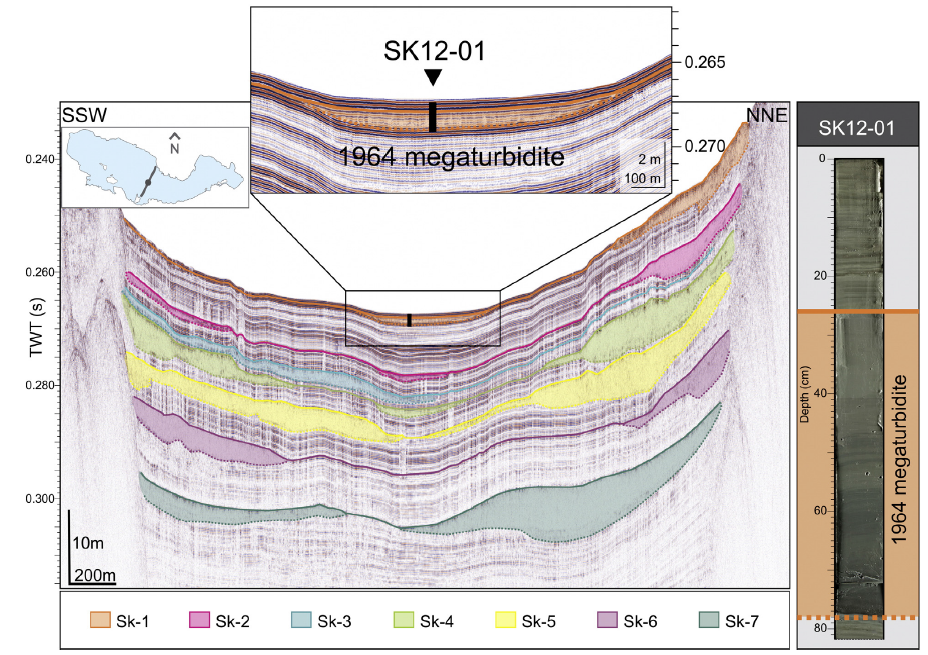 SK12-01
0.265
0.270
1964 megaturbidite
2 m
100 m
SSW
NNE
N
0.240
0.260
0.280
0.300
TWT (s)
10m
200m
Sk-1
Sk-2
Sk-3
Sk-4
Sk-5
Sk-6
Sk-7
SK12-01
0
20
40
60
80
Depth (cm)
1964 megaturbidite